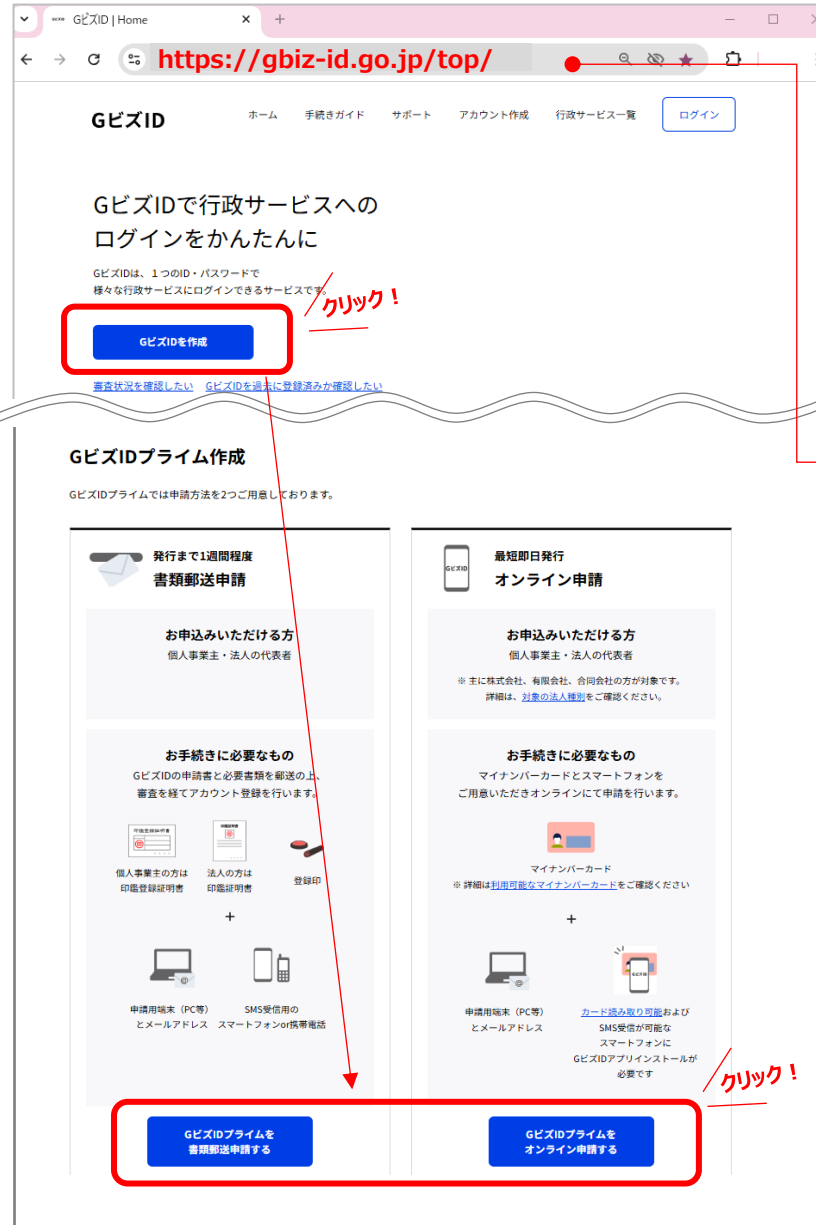 GビズID | Home
https://gbiz-id.go.jp/top/
GビズID
ホーム 手続きガイド サポート アカウント作成 行政サービス一覧 ログイン
GビズIDで行政サービスへの
ログインをかんたんに
GビズIDは、１つのID・パスワードで
様々な行政サービスにログインできるサービスです。
クリック！
GビズIDを作成
審査状況を確認したい GビズIDを過去に登録済みか確認したい
GビズIDプライム作成
GビズIDプライムでは申請方法を2つご用意しております。
発行まで1週間程度
書類郵送申請
お申込みいただける方
個人事業主・法人の代表者
お手続きに必要なもの
GビズIDの申請書と必要書類を郵送の上、
審査を経てアカウント登録を行います。
印鑑登録証明書
印鑑証明書
個人事業主の方は
印鑑登録証明書
法人の方は
印鑑証明書
登録印
+
@
申請用端末（PC等）
とメールアドレス
SMS受信用の
スマートフォンor携帯電話
GビズIDプライムを
書類郵送申請する
GビズID
最短即日発行
オンライン申請
お申込みいただける方
個人事業主・法人の代表者
※ 主に株式会社、有限会社、合同会社の方が対象です。
詳細は、対象の法人種別をご確認ください。
お手続きに必要なもの
マイナンバーカードとスマートフォンを
ご用意いただきオンラインにて申請を行います。
マイナンバーカード
※ 詳細は利用可能なマイナンバーカードをご確認ください
+
@
GビズID
申請用端末（PC等）
とメールアドレス
カード読み取り可能および
SMS受信が可能な
スマートフォンに
GビズIDアプリインストールが
必要です
クリック！
GビズIDプライムを
オンライン申請する